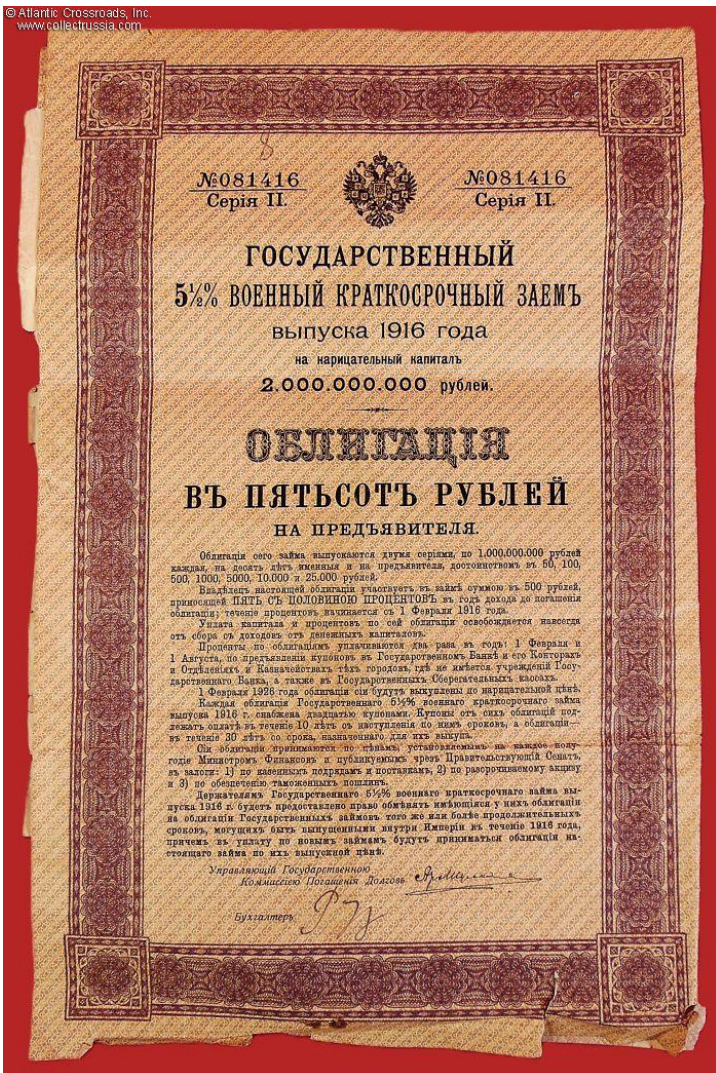 © Atlantic Crossroads, Inc.
www.collectrussia.com
8
№081416
Серія II.
№081416
Серія II.
ГОСУДАРСТВЕННЫЙ
5½% ВОЕННЫЙ КРАТКОСРОЧНЫЙ ЗАЕМЪ
выпуска 1916 года
на нарицательный капиталъ
2.000.000.000 рублей.
ОБЛИГАЦІЯ
ВЪ ПЯТЬСОТЪ РУБЛЕЙ
НА ПРЕДЪЯВИТЕЛЯ.
Облигаціи сего займа выпускаются двумя серіями, по 1.000.000.000 рублей
каждая, на десять лѣтъ именныя и на предъявителя, достоинствомъ въ 50, 100,
500, 1000, 5000, 10.000 и 25.000 рублей.
Владѣлецъ настоящей облигаціи участвуетъ въ займѣ суммою въ 500 рублей,
приносящей ПЯТЬ СЪ ПОЛОВИНОЮ ПРОЦЕНТОВЪ въ годъ дохода до погашенія
облигаціи; теченіе процентовъ начинается съ 1 Февраля 1916 года.
Уплата капитала и процентовъ по сей облигаціи освобождается навсегда
отъ сбора съ доходовъ отъ денежныхъ капиталовъ.
Проценты по облигаціямъ уплачиваются два раза въ годъ: 1 Февраля и
1 Августа, по предъявленіи купоновъ въ Государственномъ Банкѣ и его Конторахъ
и Отдѣленіяхъ и Казначействахъ тѣхъ городовъ, гдѣ не имѣется учрежденій Госу-
дарственнаго Банка, а также въ Государственныхъ Сберегательныхъ кассахъ.
1 Февраля 1926 года облигаціи сіи будутъ выкуплены по нарицательной цѣнѣ.
Каждая облигація Государственнаго 5½% военнаго краткосрочнаго займа
выпуска 1916 г. снабжена двадцатью купонами. Купоны отъ сихъ облигацій под-
лежатъ оплатѣ въ теченіе 10 лѣтъ съ наступленія по нимъ сроковъ, а облигаціи—
въ теченіе 30 лѣтъ со срока, назначеннаго для ихъ выкупа.
Сіи облигаціи принимаются по цѣнамъ, установляемымъ на каждое полу-
годіе Министромъ Финансовъ и публикуемымъ чрезъ Правительствующій Сенатъ,
въ залоги: 1) по казеннымъ подрядамъ и поставкамъ, 2) по разсрочиваемому акцизу
и 3) по обезпеченію таможенныхъ пошлинъ.
Держателямъ Государственнаго 5½% военнаго краткосрочнаго займа вы-
пуска 1916 г. будетъ предоставлено право обмѣнять имѣющіяся у нихъ облигаціи
на облигаціи Государственныхъ займовъ того же или болѣе продолжительныхъ
сроковъ, могущихъ быть выпущенными внутри Имперіи въ теченіе 1916 года,
причемъ въ уплату по новымъ займамъ будутъ приниматься облигаціи на-
стоящаго займа по ихъ выпускной цѣнѣ.
Управляющій Государственною
Коммиссіею Погашенія Долговъ
Бухгалтеръ